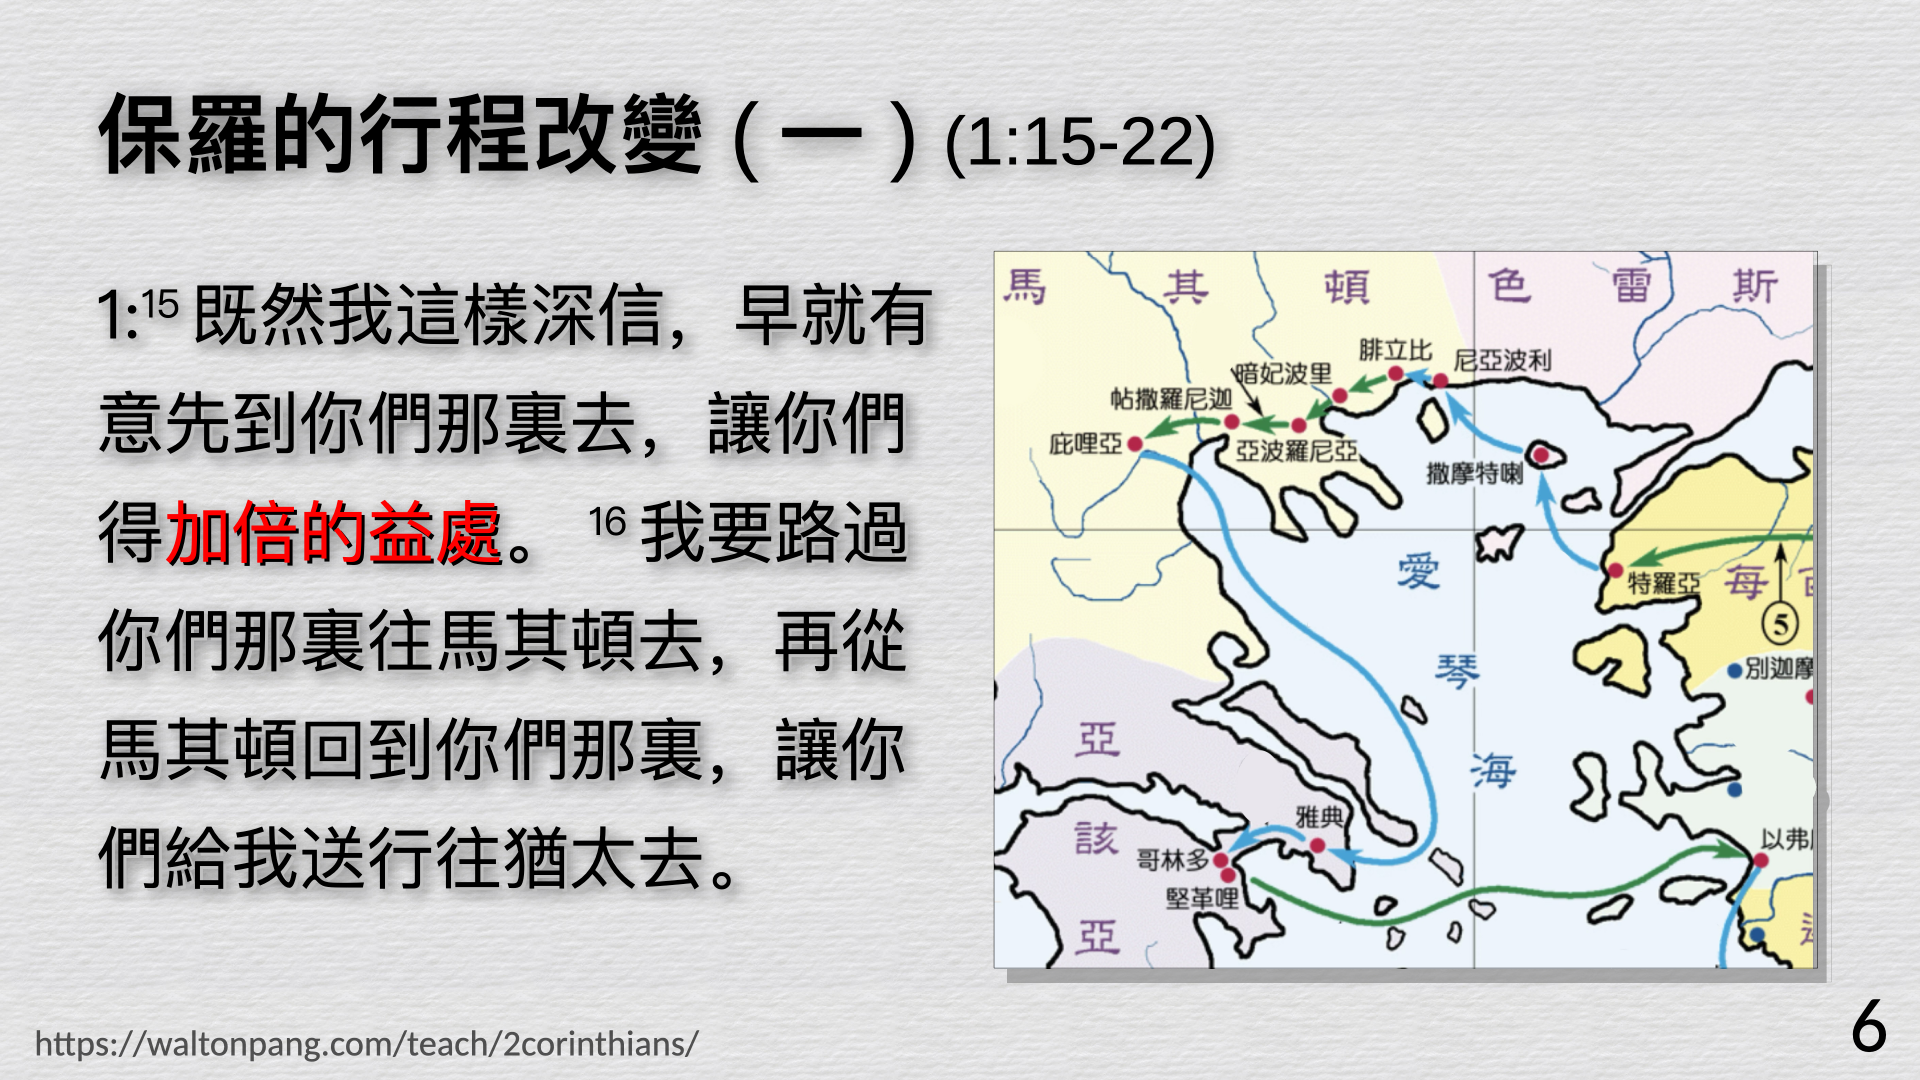 保羅的行程改變 ( 一 ) (1:15-22)
1:15 既然我這樣深信，早就有
意先到你們那裏去，讓你們
得加倍的益處。 16 我要路過
你們那裏往馬其頓去，再從
馬其頓回到你們那裏，讓你
們給我送行往猶太去。
馬 其 頓 色 雷 斯
腓立比
尼亞波利
暗妃波里
帖撒羅尼迦
庇哩亞
亞波羅尼亞
撒摩特喇
愛
特羅亞
每
5
琴
別迦摩
亞
海
雅典
該
哥林多
以弗
堅革哩
亞
https://waltonpang.com/teach/2corinthians/
6